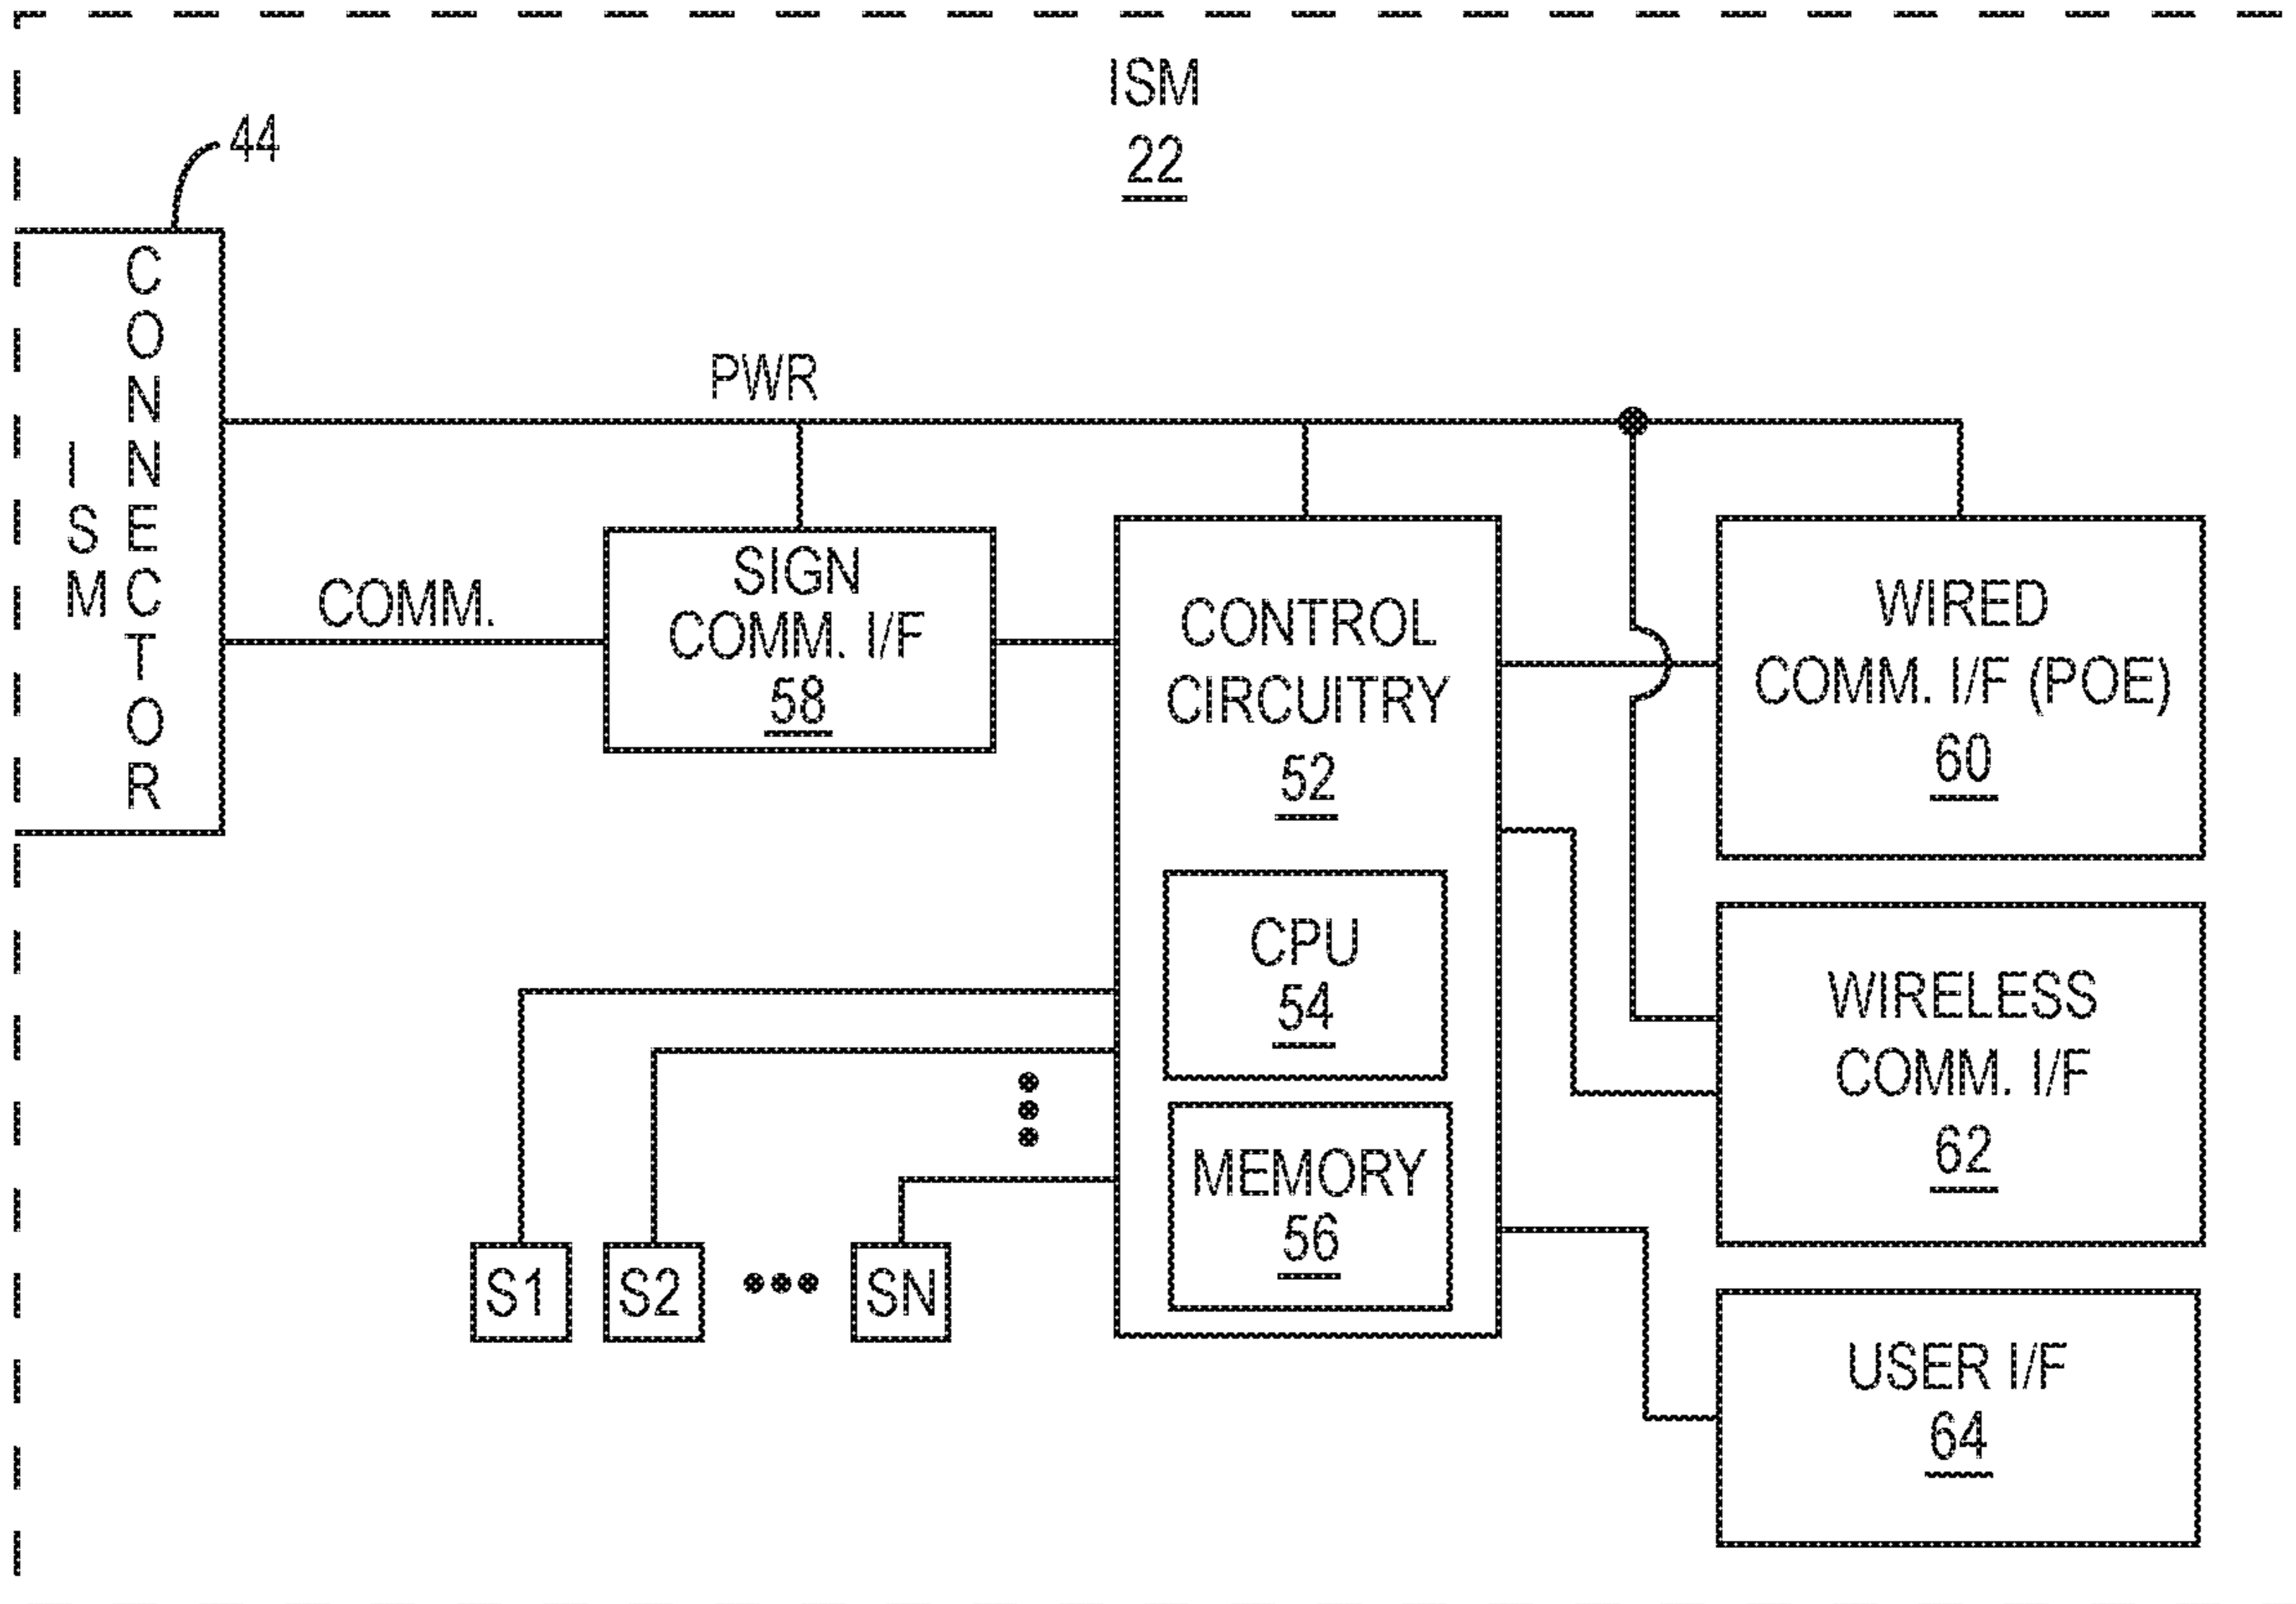 ISM
22
44
ISM
CONNECTOR
PWR
COMM.
SIGN
COMM. I/F
58
CONTROL
CIRCUITRY
52
CPU
54
MEMORY
56
WIRED
COMM. I/F (POE)
60
WIRELESS
COMM. I/F
62
USER I/F
64
S1
S2
SN